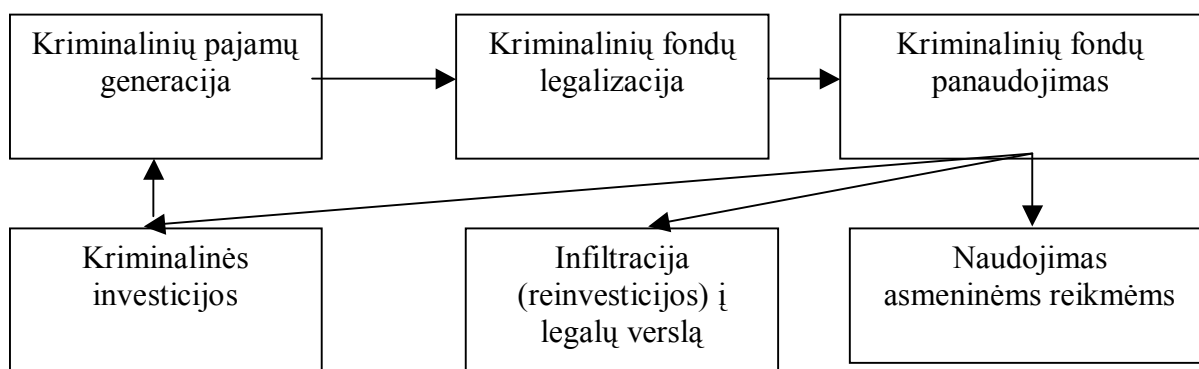 Kriminalinių pajamų
generacija
Kriminalinių fondų
legalizacija
Kriminalinių fondų
panaudojimas
Kriminalinės
investicijos
Infiltracija
(reinvesticijos) į
legalų verslą
Naudojimas
asmeninėms reikmėms